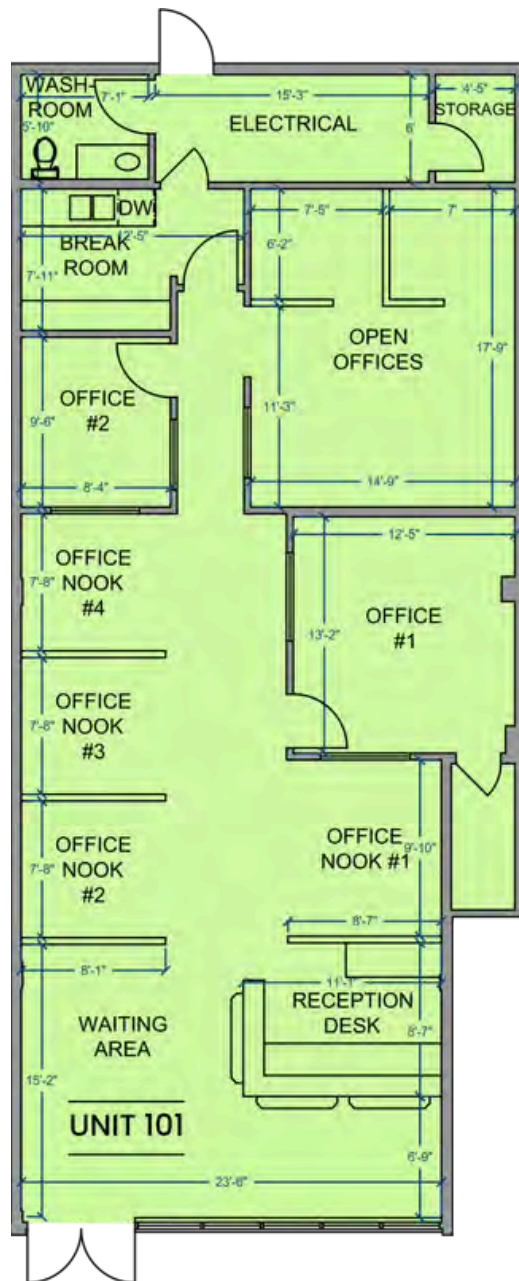 WASH-
ROOM
7'-1"
5'-10"
15'-3"
ELECTRICAL
6'
4'-5"
STORAGE
DW
12'-5"
BREAK
ROOM
7'-11"
7'-5"
7'
6'-2"
OPEN
OFFICES
17'-9"
11'-3"
14'-9"
OFFICE
#2
9'-6"
8'-4"
OFFICE
NOOK
#4
7'-8"
12'-5"
OFFICE
#1
13'-2"
OFFICE
NOOK
#3
7'-8"
OFFICE
NOOK
#2
7'-8"
OFFICE
NOOK #1
9'-10"
8'-7"
8'-1"
11'-1"
RECEPTION
DESK
8'-7"
WAITING
AREA
15'-2"
UNIT 101
6'-9"
23'-6"